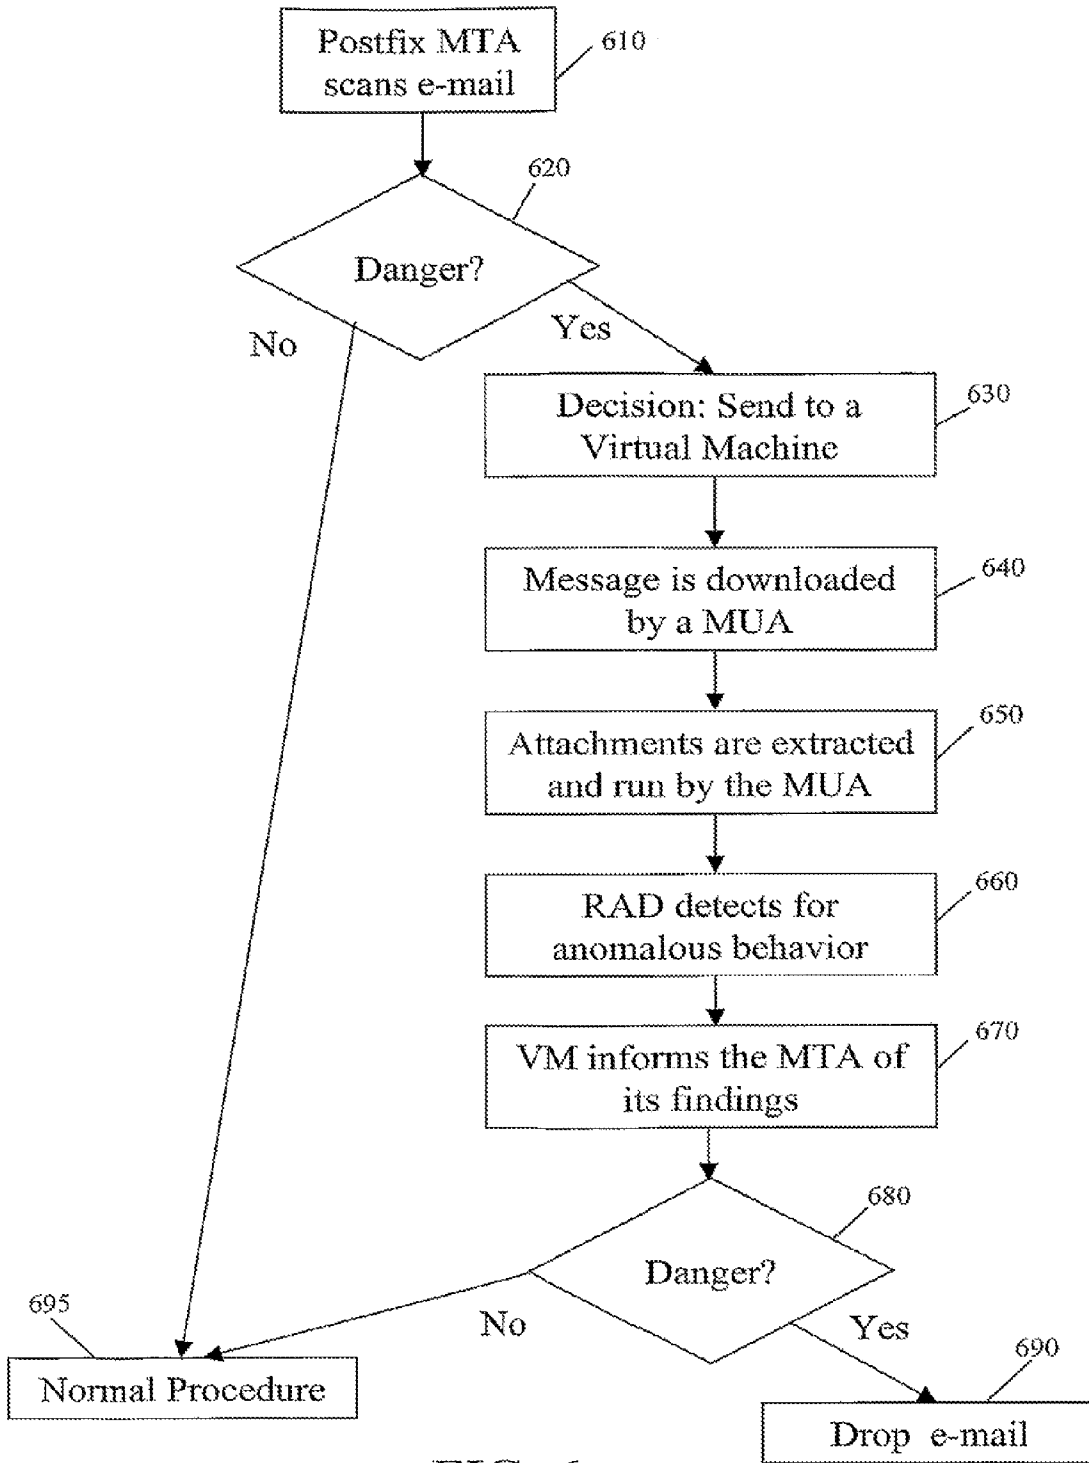 Postfix MTA
scans e-mail
610
620
Danger?
No
Yes
Decision: Send to a
Virtual Machine
630
Message is downloaded
by a MUA
640
Attachments are extracted
and run by the MUA
650
RAD detects for
anomalous behavior
660
VM informs the MTA of
its findings
670
680
Danger?
No
Yes
695
Normal Procedure
690
Drop e-mail